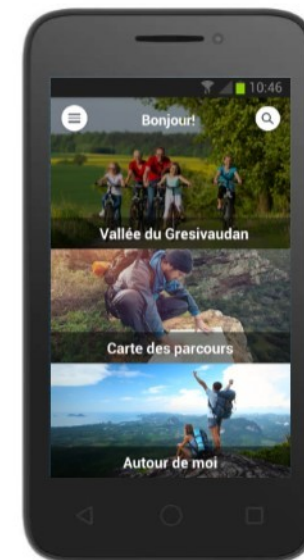 10:46
Bonjour!
Vallée du Gresivaudan
Carte des parcours
Autour de moi